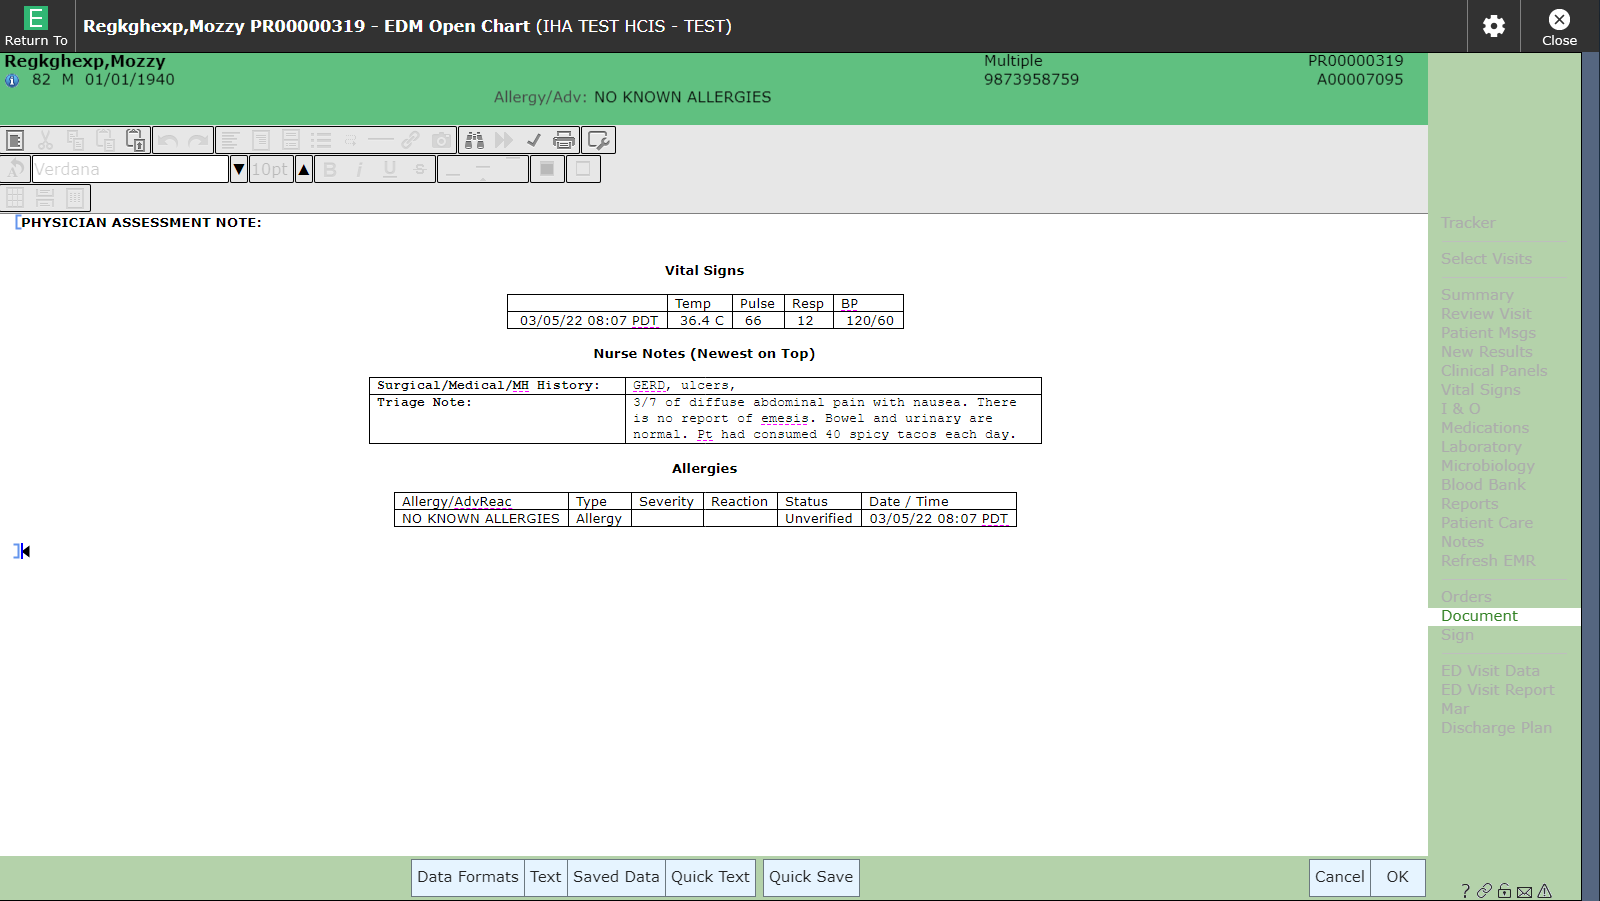 E
Return To
Regkghexp,Mozzy PR00000319 - EDM Open Chart (IHA TEST HCIS - TEST)
Close
Regkghexp,Mozzy
Multiple
PR00000319
82 M 01/01/1940
9873958759
A00007095
Allergy/Adv: NO KNOWN ALLERGIES
Verdana
10pt
B i U S
PHYSICIAN ASSESSMENT NOTE:
Vital Signs
Temp Pulse Resp BP
03/05/22 08:07 PDT 36.4 C 66 12 120/60
Nurse Notes (Newest on Top)
Surgical/Medical/MH History: GERD, ulcers,
Triage Note: 3/7 of diffuse abdominal pain with nausea. There
is no report of emesis. Bowel and urinary are
normal. Pt had consumed 40 spicy tacos each day.
Allergies
Allergy/AdvReac Type Severity Reaction Status Date / Time
NO KNOWN ALLERGIES Allergy Unverified 03/05/22 08:07 PDT
Tracker
Select Visits
Summary
Review Visit
Patient Msgs
New Results
Clinical Panels
Vital Signs
I & O
Medications
Laboratory
Microbiology
Blood Bank
Reports
Patient Care
Notes
Refresh EMR
Orders
Document
Sign
ED Visit Data
ED Visit Report
Mar
Discharge Plan
Data Formats Text Saved Data Quick Text Quick Save Cancel OK
?